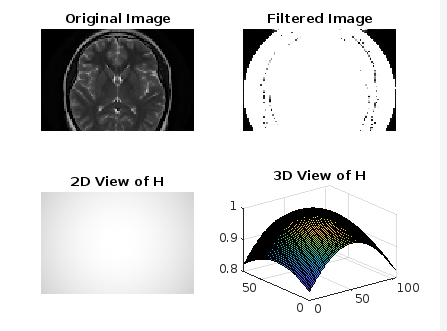 Original Image
Filtered Image
2D View of H
3D View of H
1
0.9
0.8
50
0
0
50
100